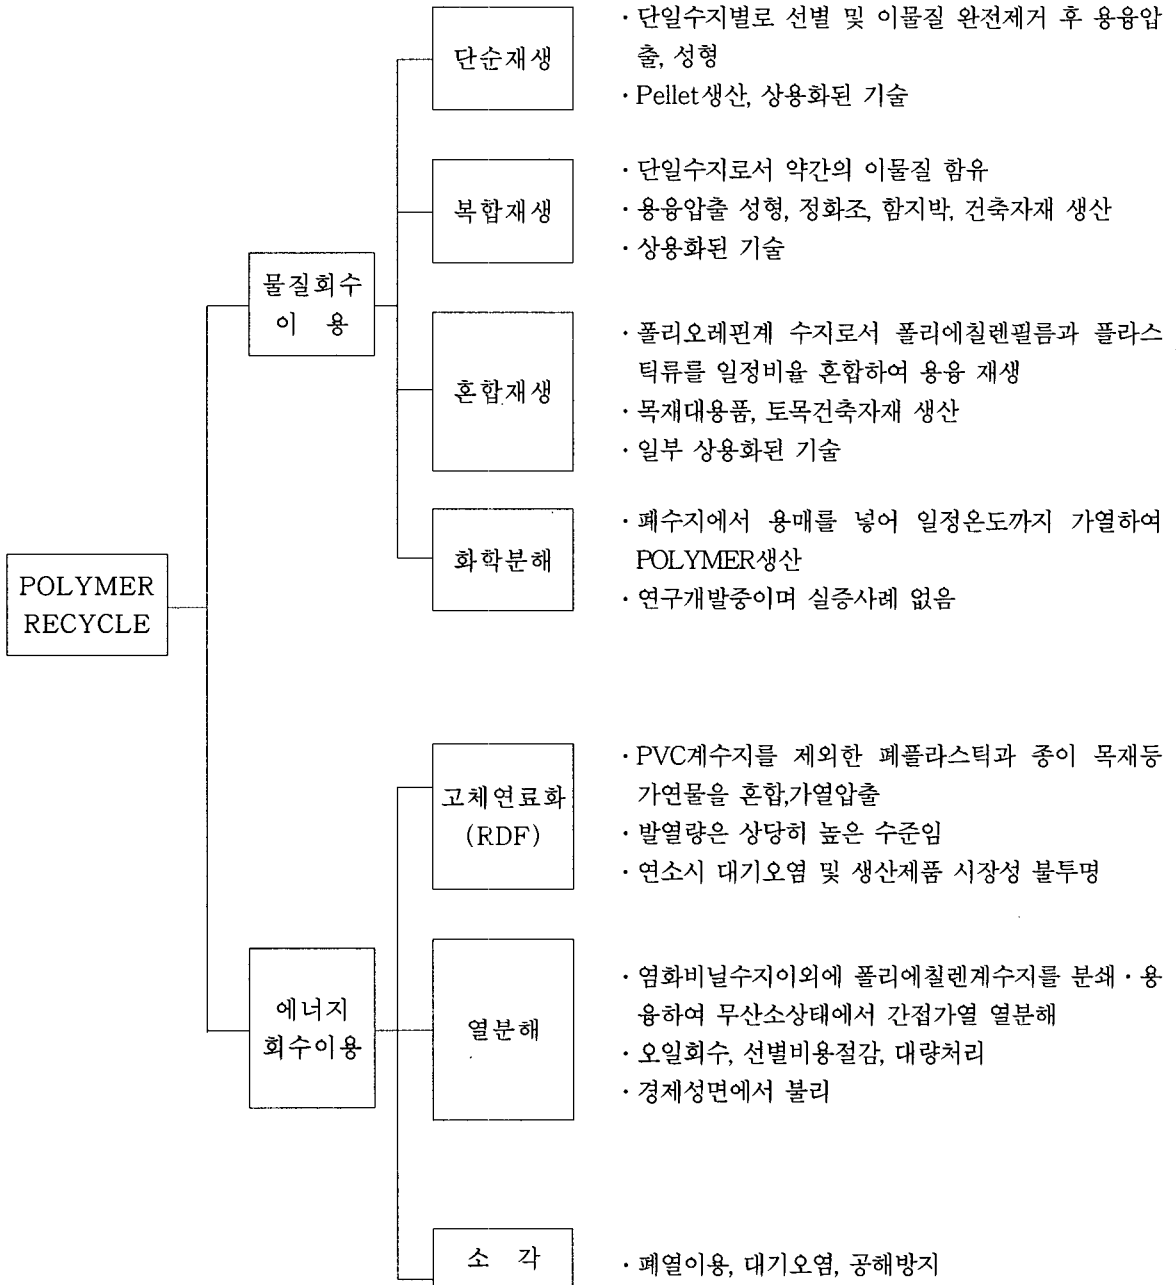 단순재생
· 단일수지별로 선별 및 이물질 완전제거 후 용융압
출, 성형
· Pellet생산, 상용화된 기술
복합재생
· 단일수지로서 약간의 이물질 함유
· 용융압출 성형, 정화조, 함지박, 건축자재 생산
· 상용화된 기술
물질회수
이 용
혼합재생
· 폴리오레핀계 수지로서 폴리에칠렌필름과 플라스
틱류를 일정비율 혼합하여 용융 재생
· 목재대용품, 토목건축자재 생산
· 일부 상용화된 기술
화학분해
· 폐수지에서 용매를 넣어 일정온도까지 가열하여
POLYMER생산
· 연구개발중이며 실증사례 없음
POLYMER
RECYCLE
고체연료화
(RDF)
· PVC계수지를 제외한 폐플라스틱과 종이 목재등
가연물을 혼합,가열압출
· 발열량은 상당히 높은 수준임
· 연소시 대기오염 및 생산제품 시장성 불투명
에너지
회수이용
열분해
· 염화비닐수지이외에 폴리에칠렌계수지를 분쇄 · 용
융하여 무산소상태에서 간접가열 열분해
· 오일회수, 선별비용절감, 대량처리
· 경제성면에서 불리
소 각
· 폐열이용, 대기오염, 공해방지